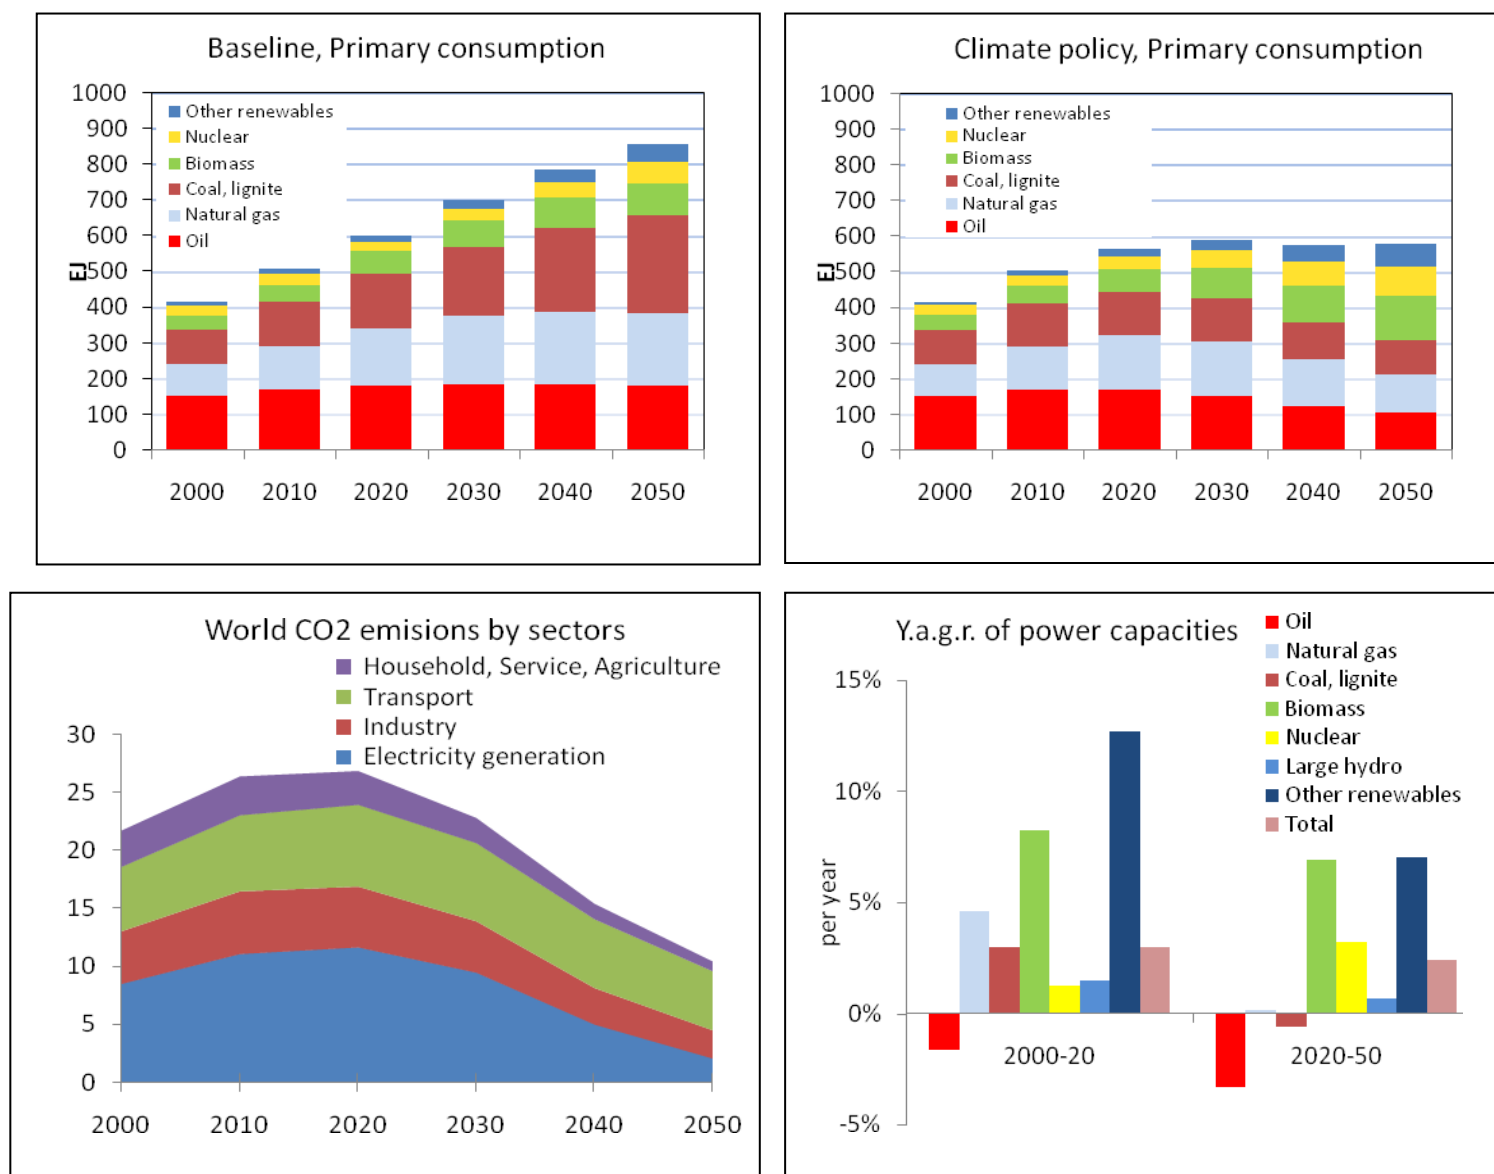 Baseline, Primary consumption
1000
900
800
700
600
500
400
300
200
100
0
EJ
Other renewables
Nuclear
Biomass
Coal, lignite
Natural gas
Oil
2000 2010 2020 2030 2040 2050
Climate policy, Primary consumption
1000
900
800
700
600
500
400
300
200
100
0
EJ
Other renewables
Nuclear
Biomass
Coal, lignite
Natural gas
Oil
2000 2010 2020 2030 2040 2050
World CO2 emisions by sectors
Household, Service, Agriculture
Transport
Industry
Electricity generation
30
25
20
15
10
5
0
2000 2010 2020 2030 2040 2050
Y.a.g.r. of power capacities
Oil
Natural gas
Coal, lignite
Biomass
Nuclear
Large hydro
Other renewables
Total
15%
10%
5%
0%
-5%
per year
2000-20 2020-50